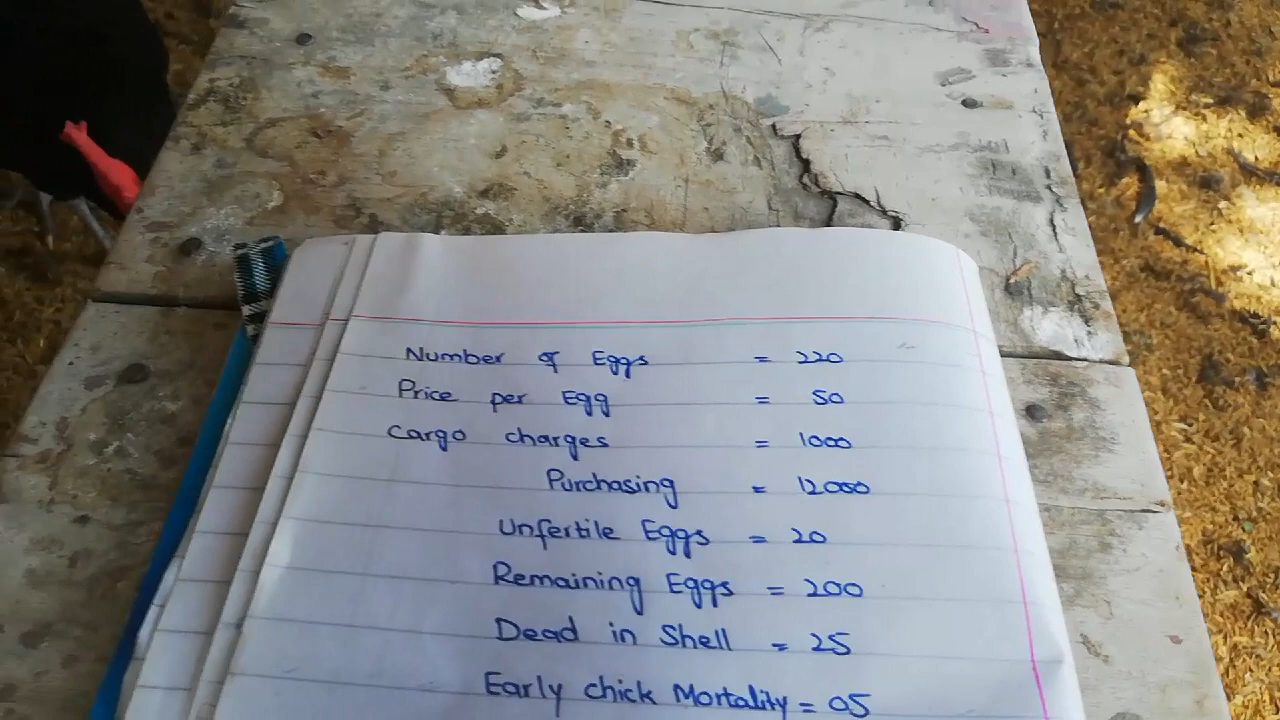 Number of Eggs = 220
Price per Egg = 50
Cargo charges = 1000
Purchasing = 12000
Unfertile Eggs = 20
Remaining Eggs = 200
Dead in Shell = 25
Early chick Mortality = 05